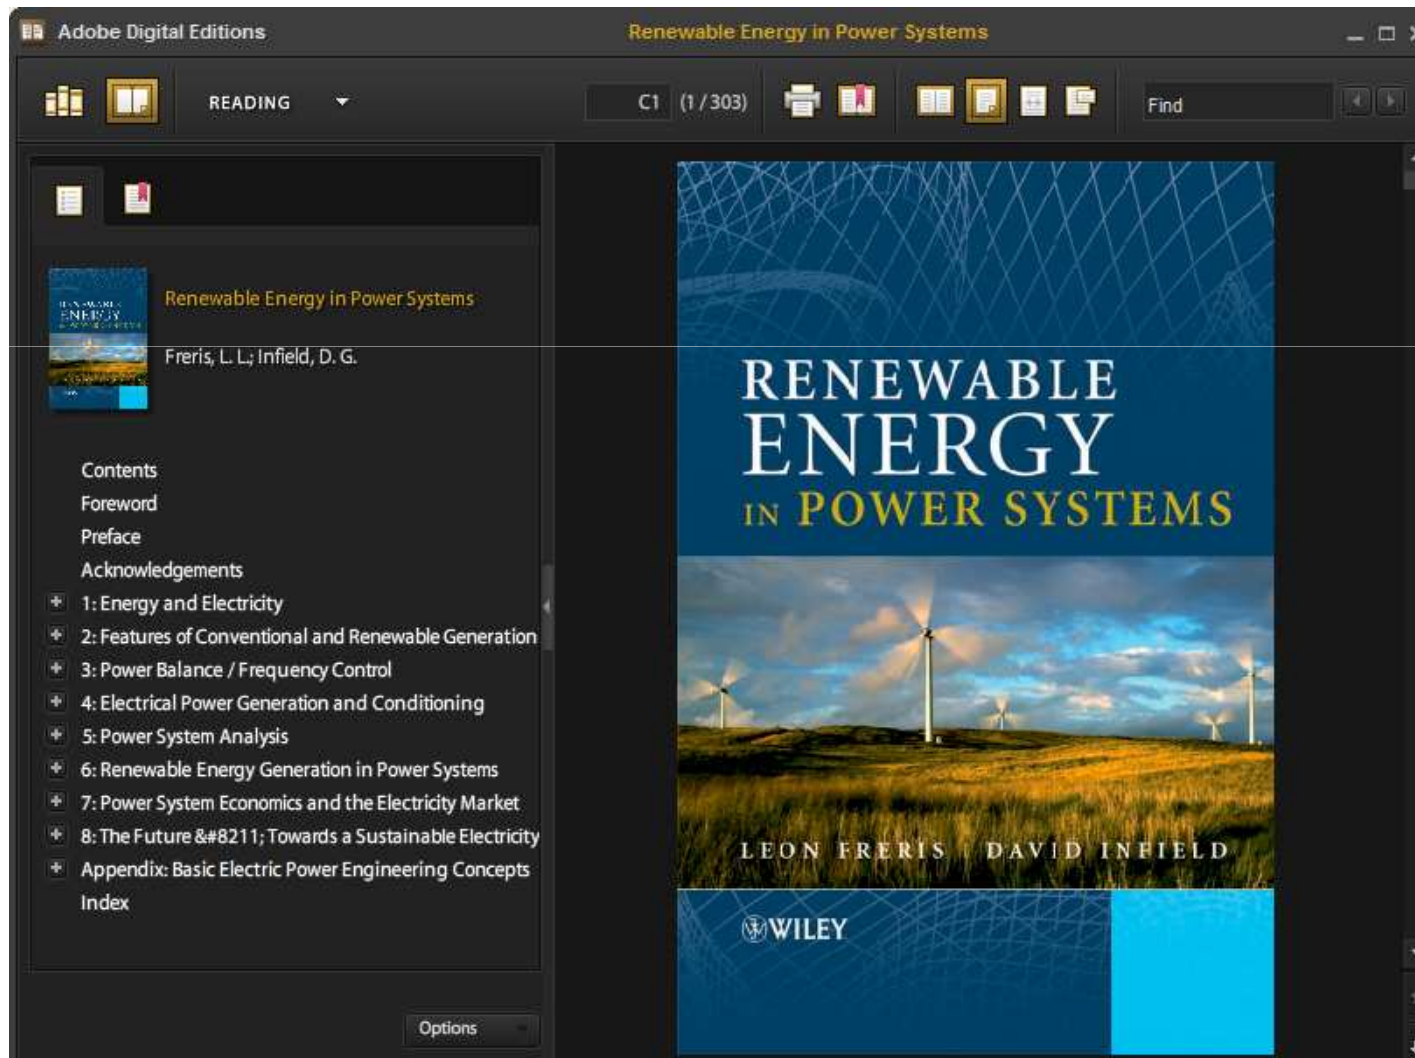 Adobe Digital Editions
Renewable Energy in Power Systems
READING
C1 (1 / 303)
Find
Renewable Energy in Power Systems
Freris, L. L.; Infield, D. G.
Contents
Foreword
Preface
Acknowledgements
1: Energy and Electricity
2: Features of Conventional and Renewable Generation
3: Power Balance / Frequency Control
4: Electrical Power Generation and Conditioning
5: Power System Analysis
6: Renewable Energy Generation in Power Systems
7: Power System Economics and the Electricity Market
8: The Future &#8211; Towards a Sustainable Electricity
Appendix: Basic Electric Power Engineering Concepts
Index
Options
RENEWABLE
ENERGY
IN POWER SYSTEMS
LEON FRERIS | DAVID INFIELD
WILEY